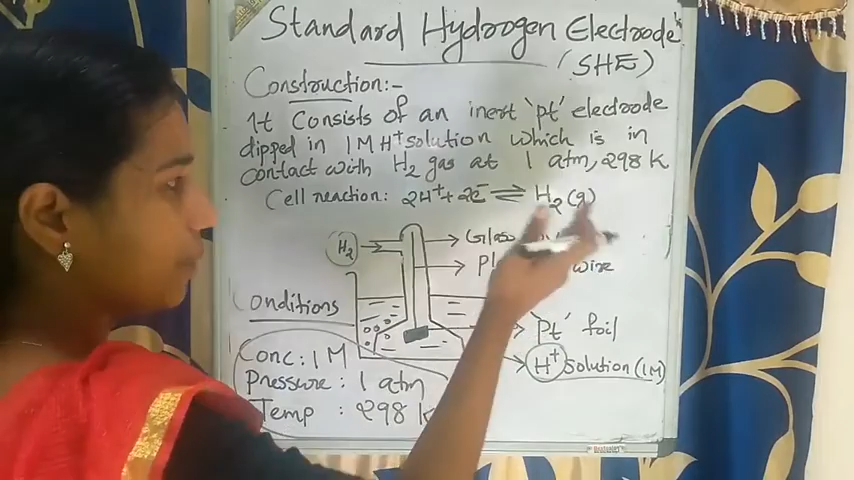 Standard Hydrogen Electrode
(SHE)
Construction:-
It Consists of an inert 'pt' electrode
dipped in 1M H+ solution which is in
contact with H2 gas at 1 atm, 298 K
Cell reaction: 2H+ + 2e- ⇌ H2 (g)
H2
wire
Conditions
'Pt' foil
Conc: 1M
H+ Solution (1M)
Pressure: 1 atm
Temp : 298 K